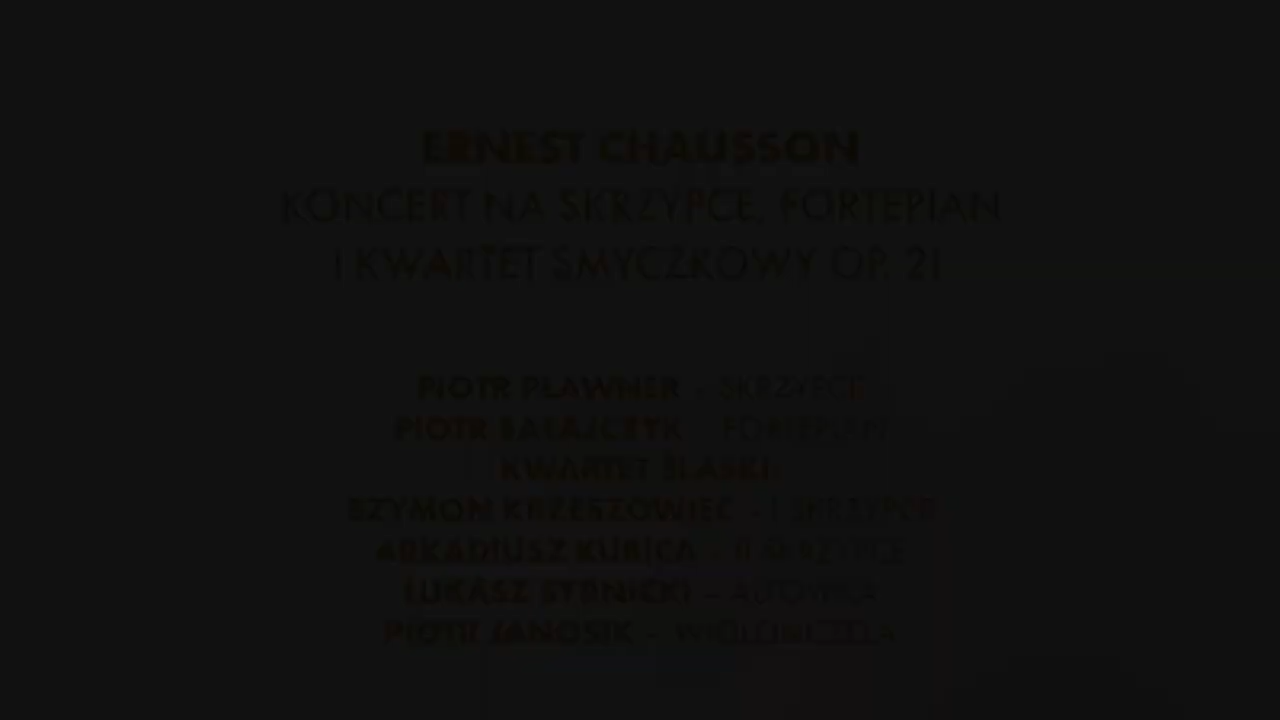 ERNEST CHAUSSON
KONCERT NA SKRZYPCE, FORTEPIAN
I KWARTET SMYCZKOWY OP. 21
PIOTR PŁAWNER – SKRZYPCE
PIOTR SAŁAJCZYK – FORTEPIAN
KWARTET ŚLĄSKI:
SZYMON KRZESZOWIEC – I SKRZYPCE
ARKADIUSZ KUBICA – II SKRZYPCE
ŁUKASZ SYRNICKI – ALTÓWKA
PIOTR JANOSIK – WIOLONCZELA